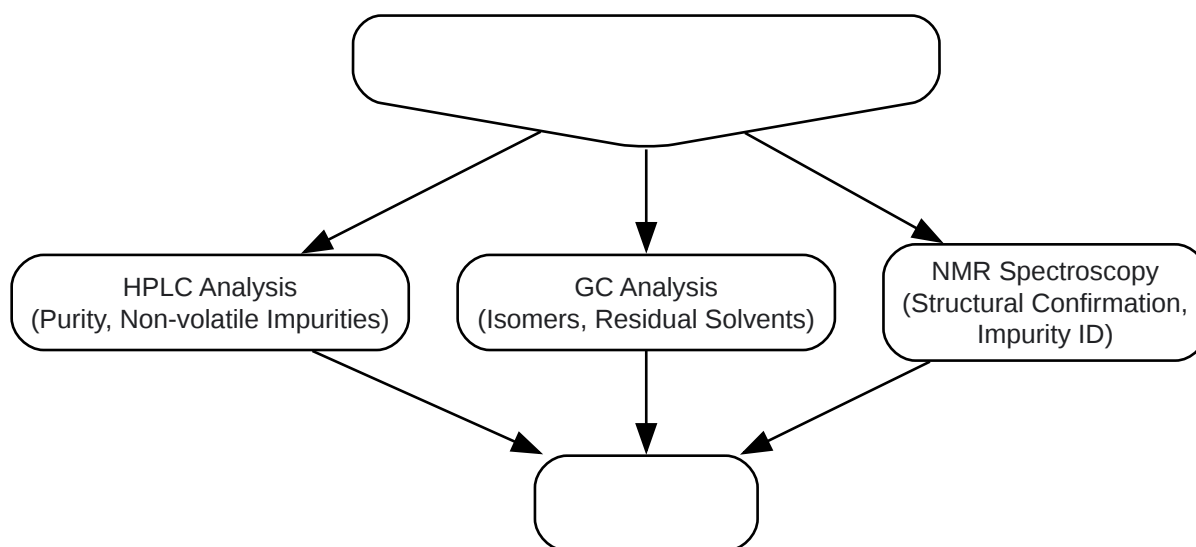 HPLC Analysis
(Purity, Non-volatile Impurities)
GC Analysis
(Isomers, Residual Solvents)
NMR Spectroscopy
(Structural Confirmation,
Impurity ID)